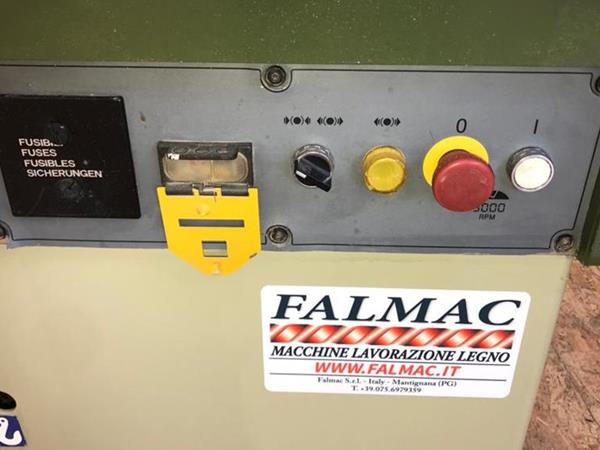 FUSIBILI
FUSES
FUSIBLES
SICHERUNGEN
0
I
RPM
FALMAC
MACCHINE LAVORAZIONE LEGNO
WWW.FALMAC.IT
Falmac S.r.l. - Italy - Mantignana (PG)
T. +39.075.6979359